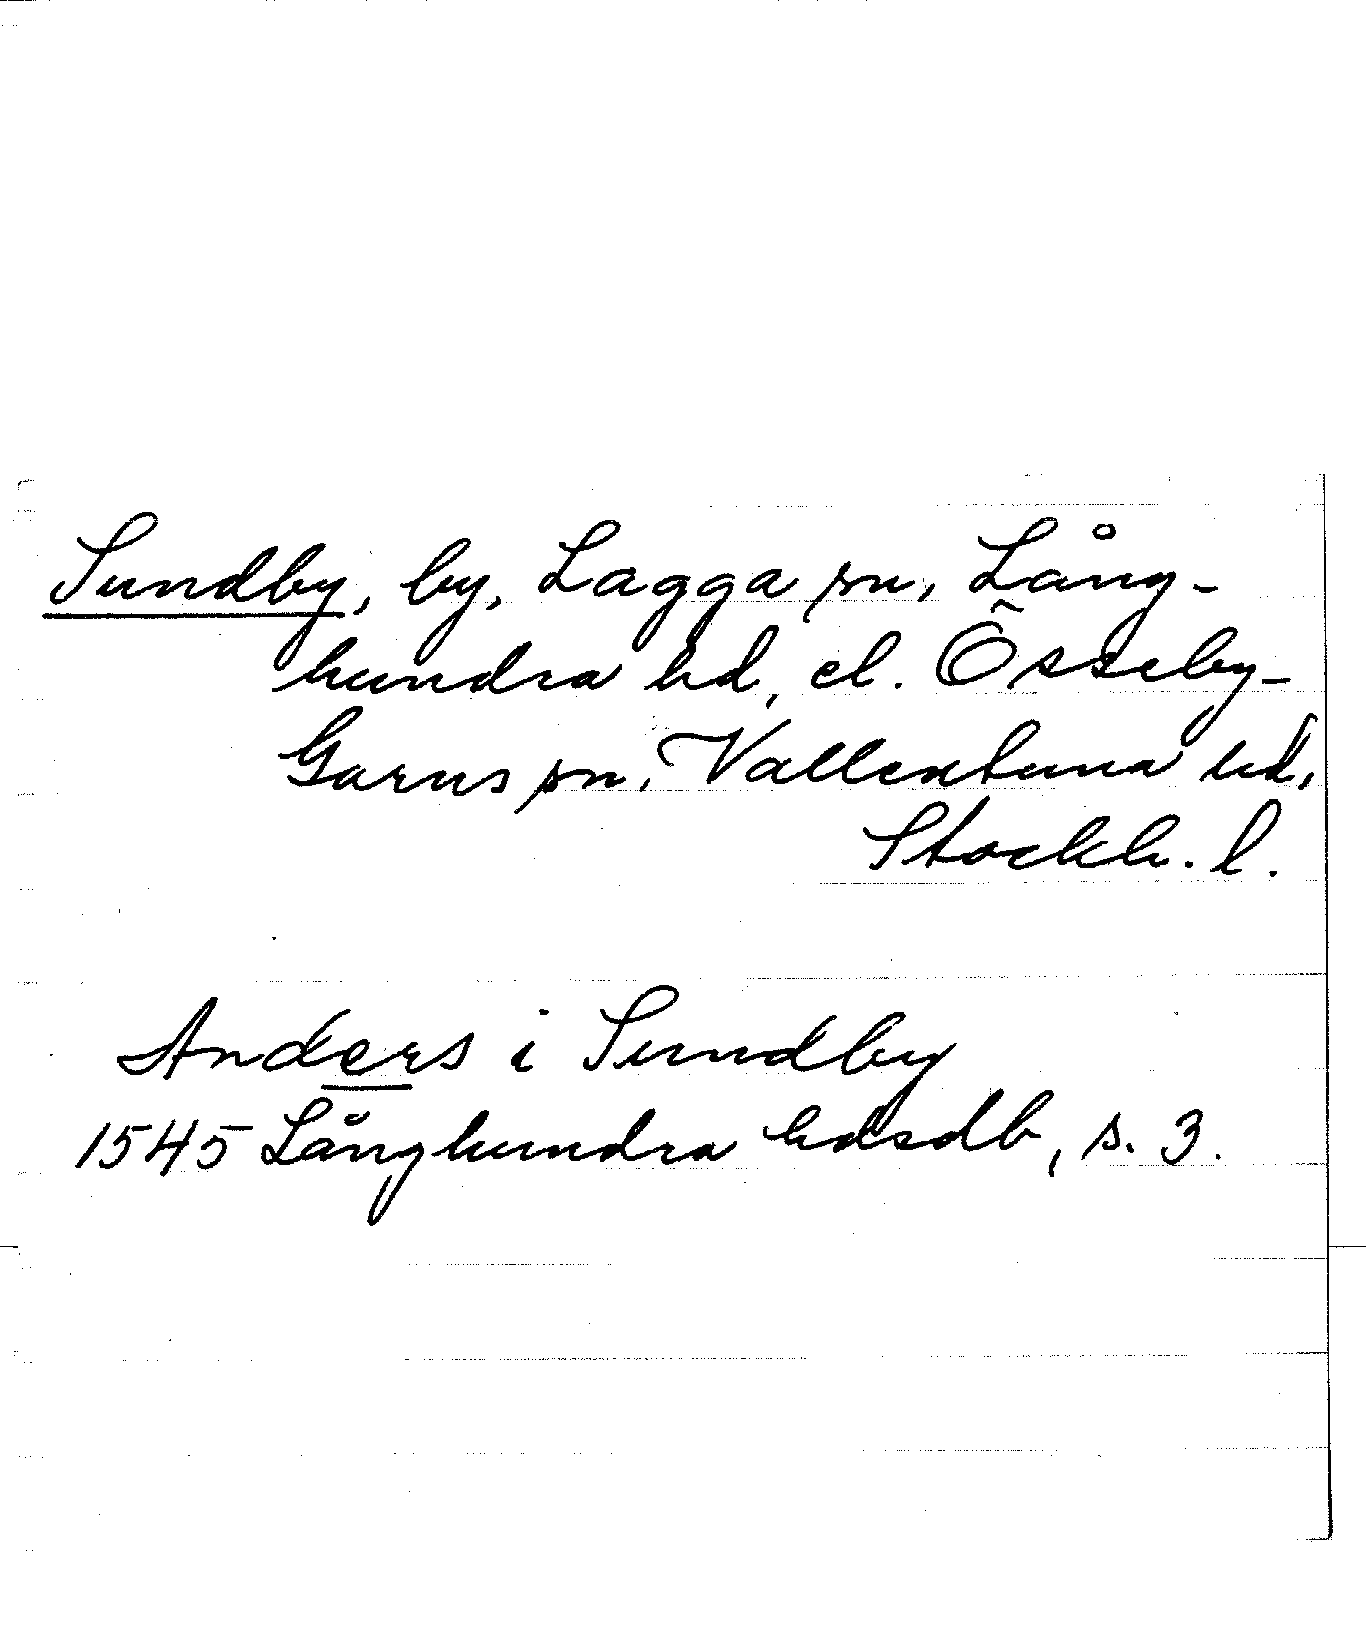 Sundby, by, Lagga sn, Lång-
hundra hd, el. Össeby-
Garns sn, Vallentuna hd,
Stockh. l.
Anders i Sundby
1545 Långhundra hdsdb, s. 3.